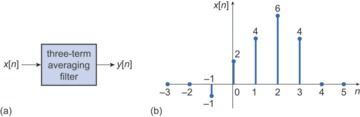 x[n]
three-term
averaging
filter
y[n]
(a)
x[n]
6
4
4
2
–1
–3
–2
0
1
2
3
4
5
n
–1
(b)